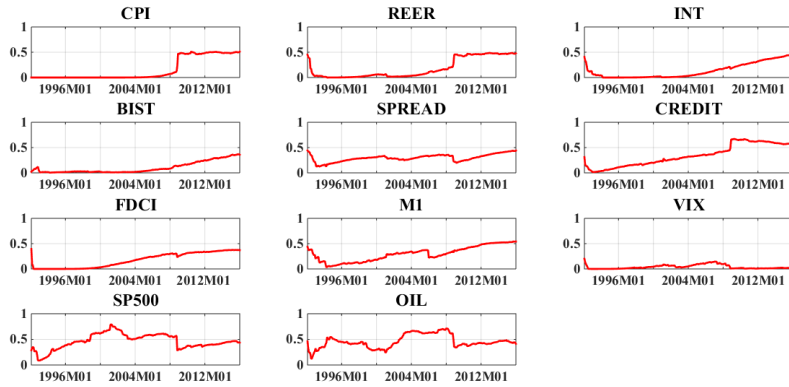 CPI REER INT
1 1 1
0.5 0.5 0.5
0 0 0
1996M01 2004M01 2012M01 1996M01 2004M01 2012M01 1996M01 2004M01 2012M01
BIST SPREAD CREDIT
1 1 1
0.5 0.5 0.5
0 0 0
1996M01 2004M01 2012M01 1996M01 2004M01 2012M01 1996M01 2004M01 2012M01
FDCI M1 VIX
1 1 1
0.5 0.5 0.5
0 0 0
1996M01 2004M01 2012M01 1996M01 2004M01 2012M01 1996M01 2004M01 2012M01
SP500 OIL
1 1
0.5 0.5
0 0
1996M01 2004M01 2012M01 1996M01 2004M01 2012M01